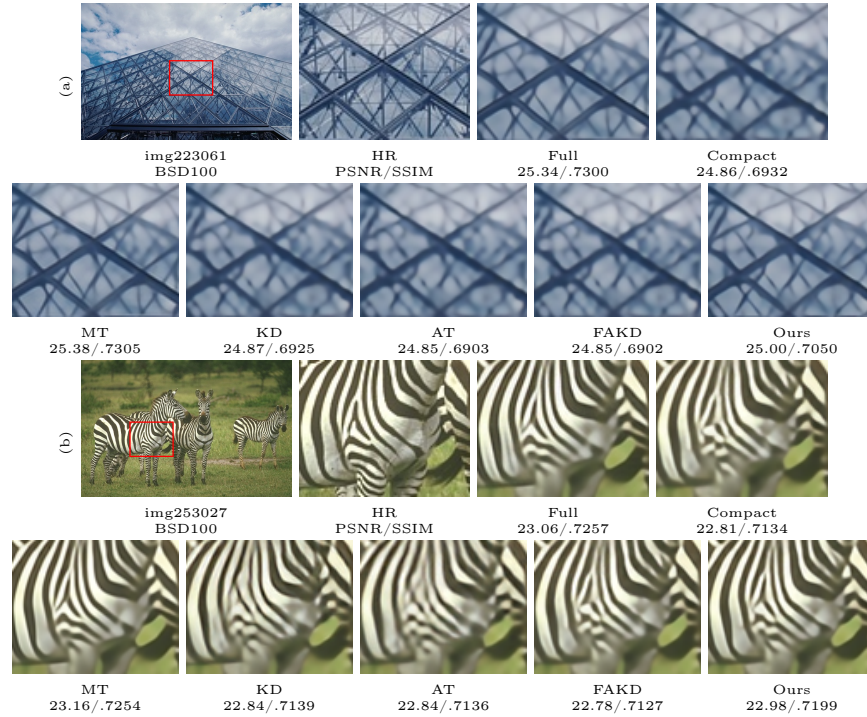 (a)
img223061 HR Full Compact
BSD100 PSNR/SSIM 25.34/.7300 24.86/.6932
MT KD AT FAKD Ours
25.38/.7305 24.87/.6925 24.85/.6903 24.85/.6902 25.00/.7050
(b)
img253027 HR Full Compact
BSD100 PSNR/SSIM 23.06/.7257 22.81/.7134
MT KD AT FAKD Ours
23.16/.7254 22.84/.7139 22.84/.7136 22.78/.7127 22.98/.7199